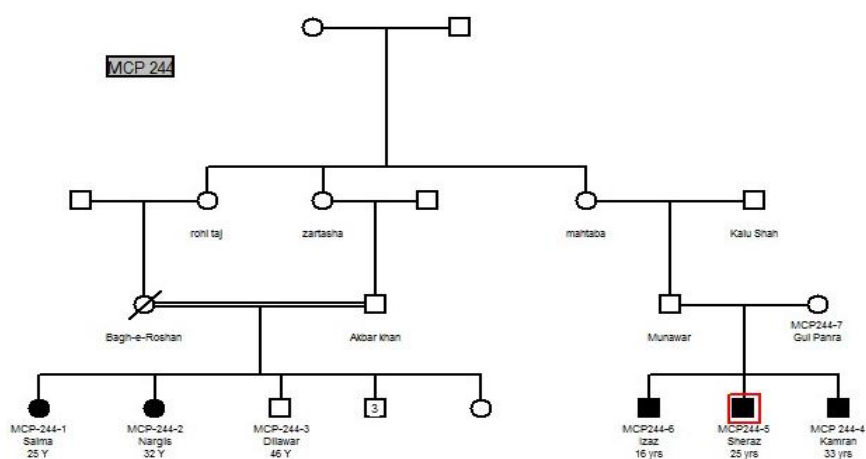 MCP 244
rohi taj
zartasha
mahtaba
Kalu Shah
Bagh-e-Roshan
Akbar khan
Munawar
MCP244-7
Gul Panra
3
MCP-244-1
Salma
25 Y
MCP-244-2
Nargis
32 Y
MCP-244-3
Dilawar
46 Y
MCP244-6
Izaz
16 yrs
MCP244-5
Sheraz
25 yrs
MCP 244-4
Kamran
33 yrs